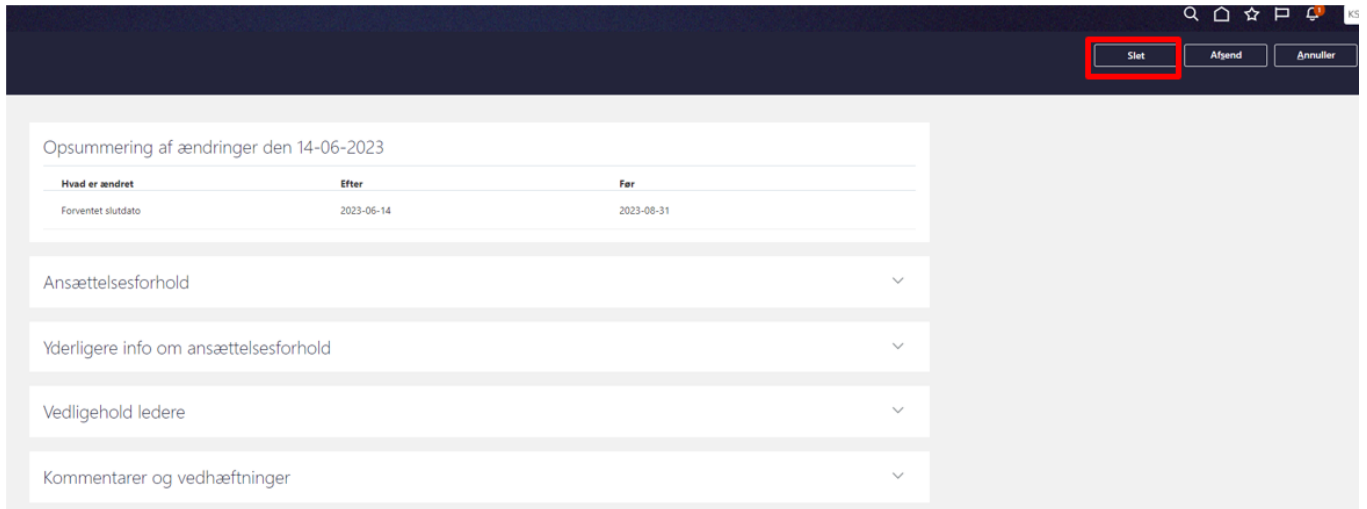 KS
Slet Afsend Annuller
Opsummering af ændringer den 14-06-2023
Hvad er ændret Efter Før
Forventet slutdato 2023-06-14 2023-08-31
Ansættelsesforhold
Yderligere info om ansættelsesforhold
Vedligehold ledere
Kommentarer og vedhæftninger